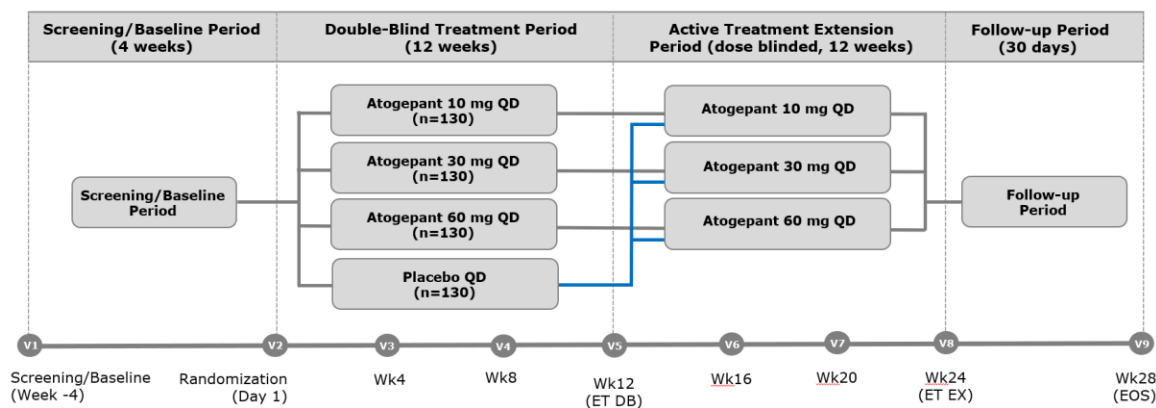 Screening/Baseline Period
(4 weeks)
Double-Blind Treatment Period
(12 weeks)
Active Treatment Extension
Period (dose blinded, 12 weeks)
Follow-up Period
(30 days)
Screening/Baseline
Period
Atogepant 10 mg QD
(n=130)
Atogepant 30 mg QD
(n=130)
Atogepant 60 mg QD
(n=130)
Placebo QD
(n=130)
Atogepant 10 mg QD
Atogepant 30 mg QD
Atogepant 60 mg QD
Follow-up
Period
V1
V2
V3
V4
V5
V6
V7
V8
V9
Screening/Baseline
(Week -4)
Randomization
(Day 1)
Wk4
Wk8
Wk12
(ET DB)
Wk16
Wk20
Wk24
(ET EX)
Wk28
(EOS)